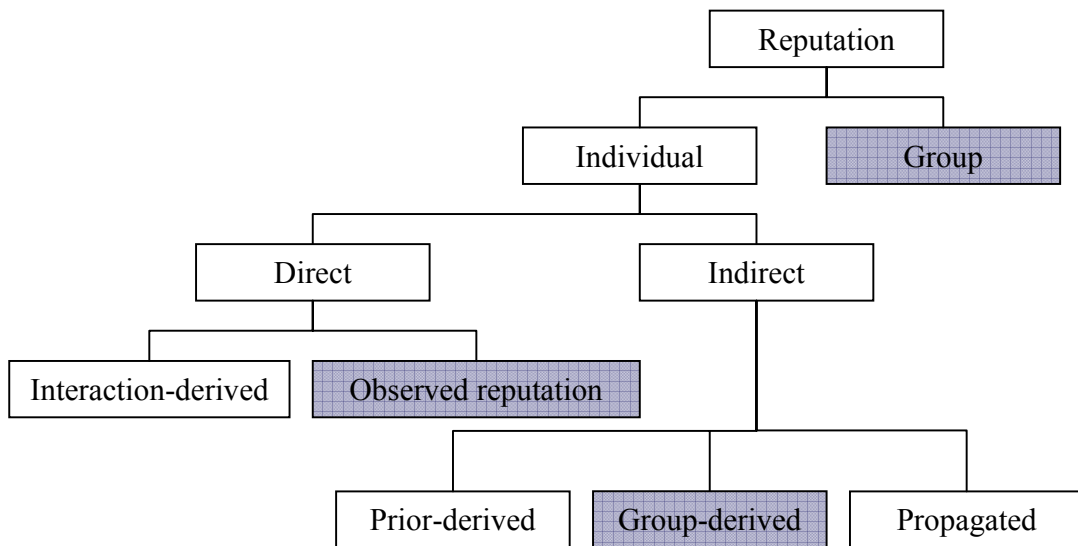 Reputation
Individual
Group
Direct
Indirect
Interaction-derived
Observed reputation
Prior-derived
Group-derived
Propagated